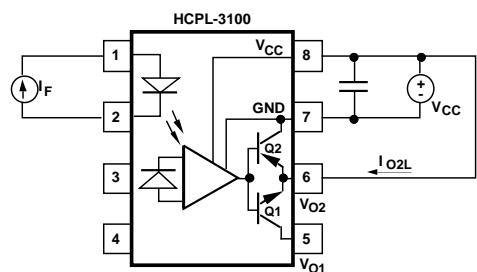 HCPL-3100
1
V_CC
8
I_F
+
-
V_CC
2
GND
7
Q2
3
I_O2L
6
V_O2
Q1
4
5
V_O1